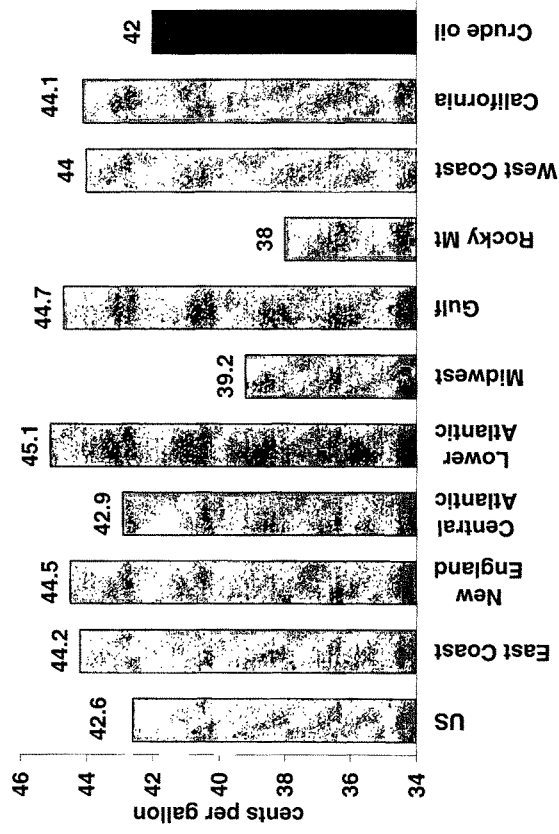 cents per gallon
46
44
42
40
38
36
34
42.6
44.2
44.5
42.9
45.1
39.2
44.7
38
44
44.1
42
US
East Coast
New
England
Central
Atlantic
Lower
Atlantic
Midwest
Gulf
Rocky Mt
West Coast
California
Crude oil